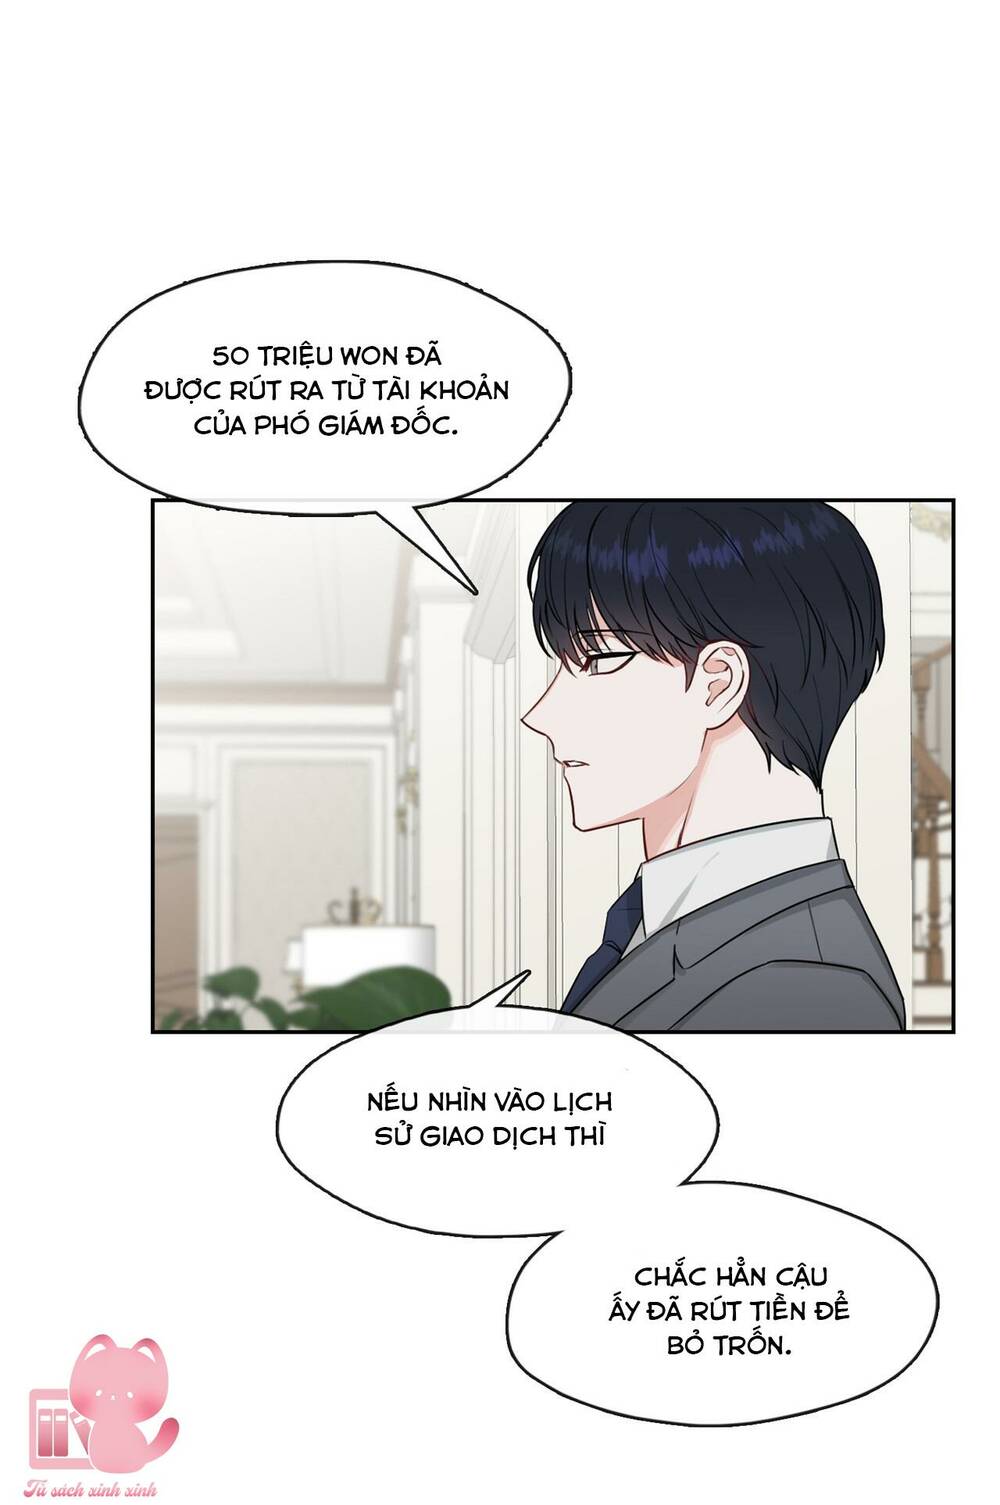 50 TRIỆU WON ĐÃ
ĐƯỢC RÚT RA TỪ TÀI KHOẢN
CỦA PHÓ GIÁM ĐỐC.
NẾU NHÌN VÀO LỊCH
SỬ GIAO DỊCH THÌ
CHẮC HẲN CẬU
ẤY ĐÃ RÚT TIỀN ĐỂ
BỎ TRỐN.
Tủ sách xinh xinh